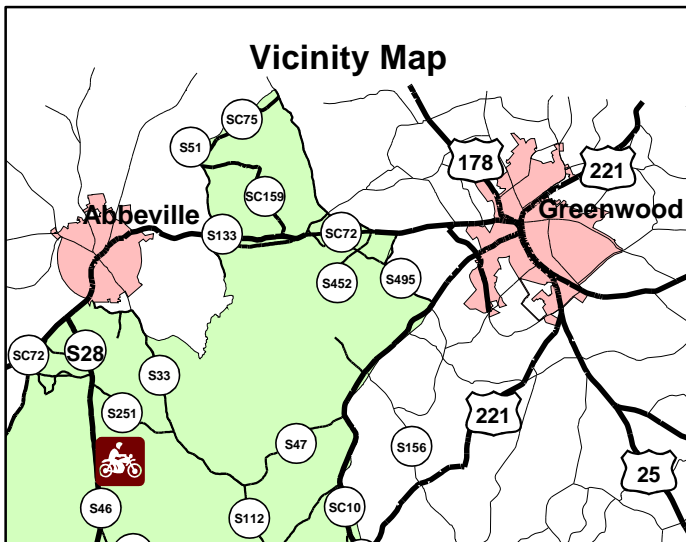 Vicinity Map
SC75
S51
178
221
SC159
Abbeville
Greenwood
S133
SC72
S452
S495
SC72
S28
S33
S251
221
S47
S156
25
S46
S112
SC10